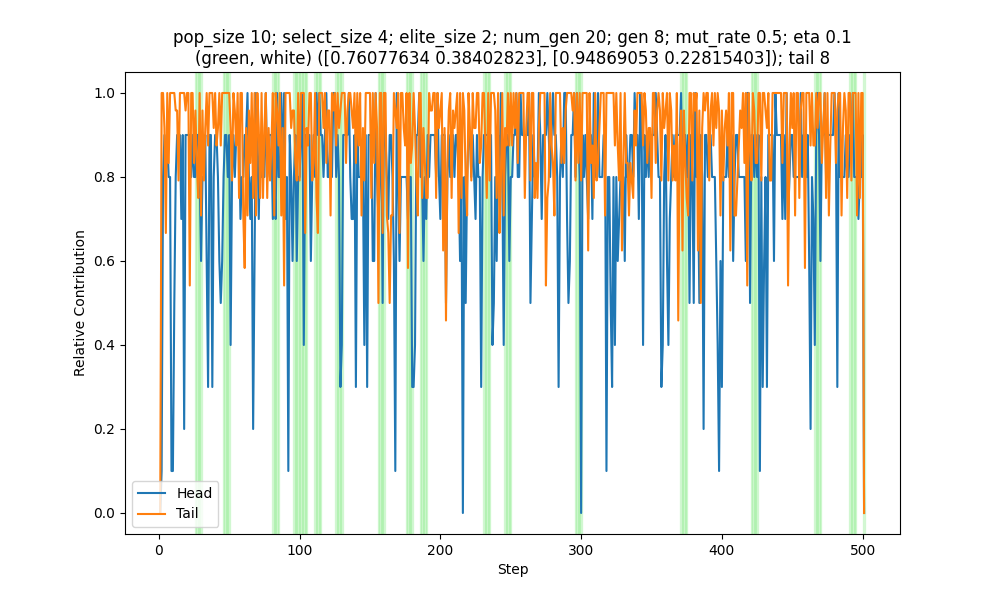 pop_size 10; select_size 4; elite_size 2; num_gen 20; gen 8; mut_rate 0.5; eta 0.1
(green, white) ([0.76077634 0.38402823], [0.94869053 0.22815403]); tail 8
1.0
0.8
0.6
0.4
0.2
0.0
Relative Contribution
Head
Tail
0
100
200
300
400
500
Step